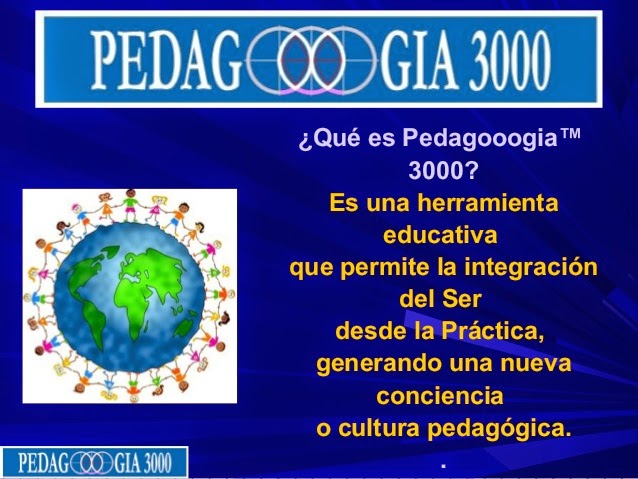 PEDAGOOOGIA 3000
¿Qué es Pedagooogia™
3000?
Es una herramienta
educativa
que permite la integración
del Ser
desde la Práctica,
generando una nueva
conciencia
o cultura pedagógica.
.
PEDAGOOOGIA 3000